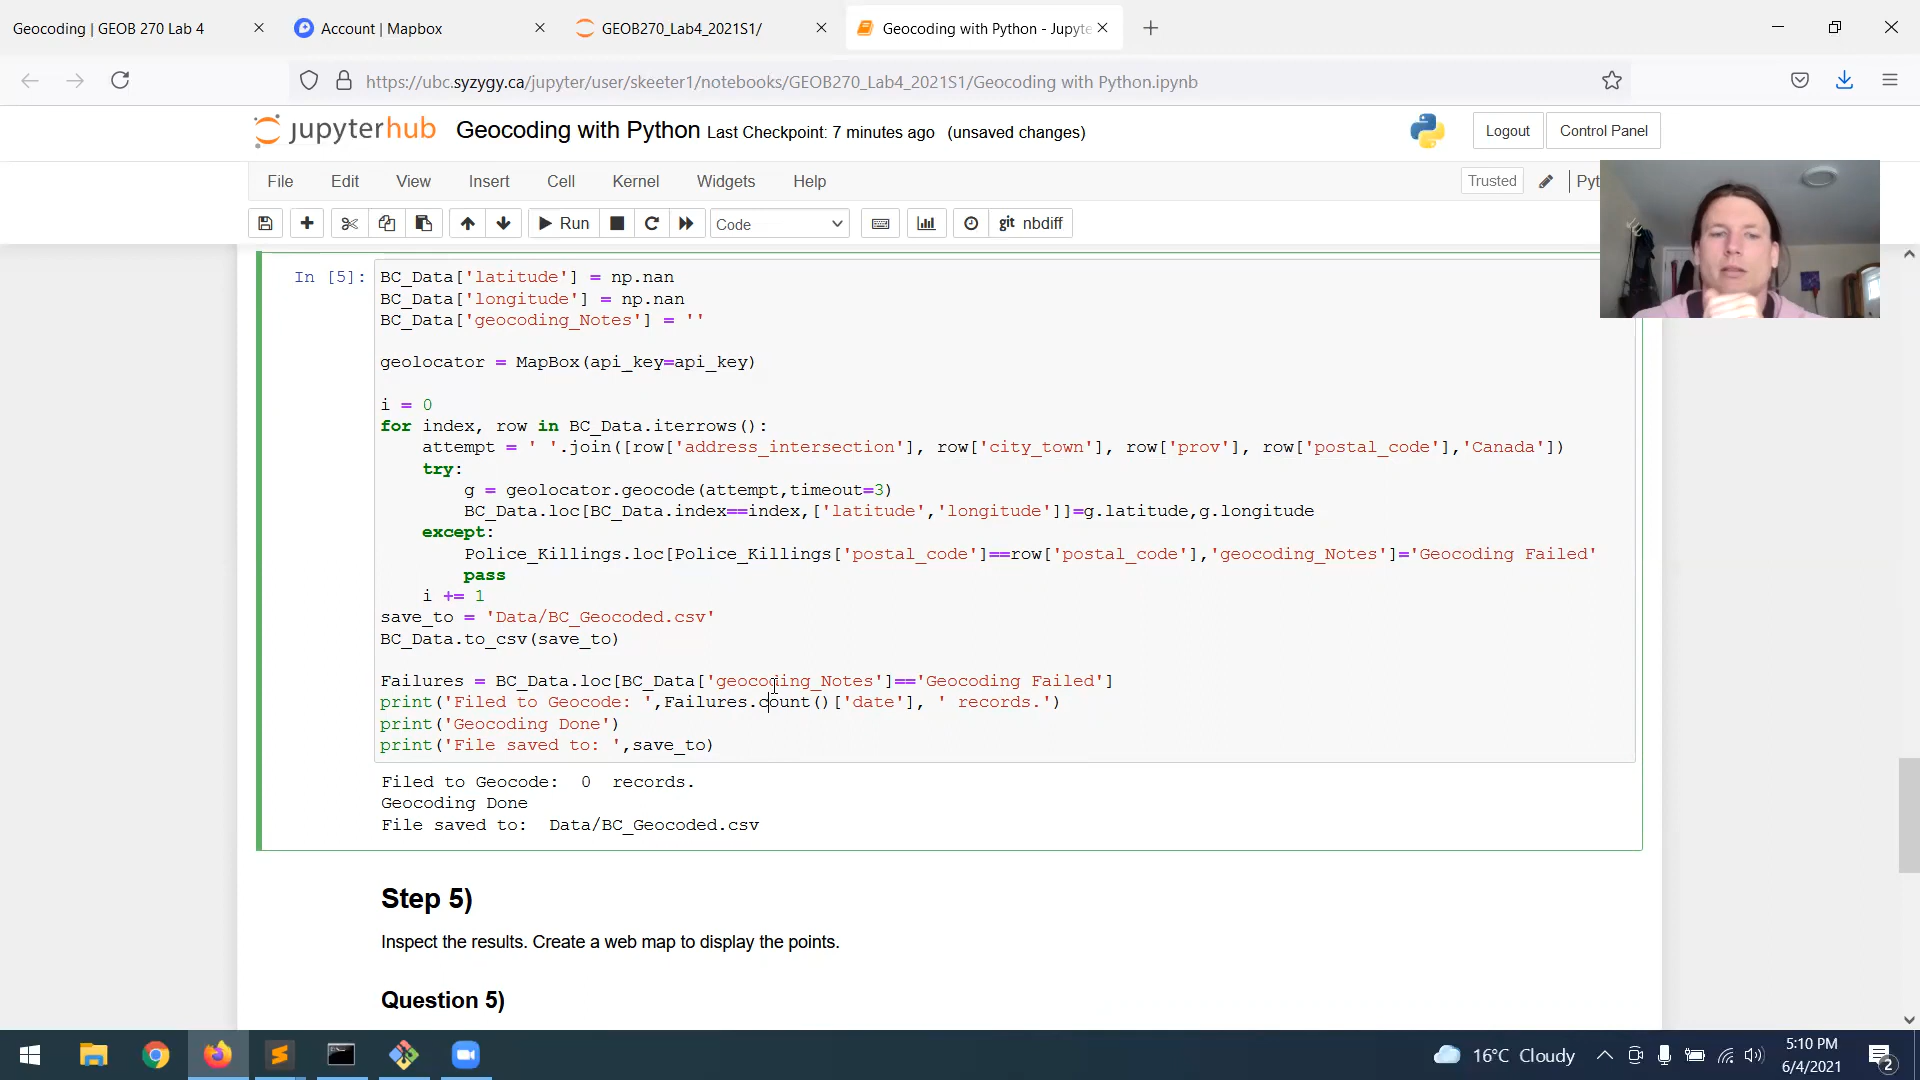 Geocoding | GEOB 270 Lab 4
Account | Mapbox
GEOB270_Lab4_2021S1/
Geocoding with Python - Jupyte
https://ubc.syzygy.ca/jupyter/user/skeeter1/notebooks/GEOB270_Lab4_2021S1/Geocoding with Python.ipynb
jupyterhub
Geocoding with Python Last Checkpoint: 7 minutes ago (unsaved changes)
Logout
Control Panel
File
Edit
View
Insert
Cell
Kernel
Widgets
Help
Trusted
Pyt
Run
Code
git nbdiff
In [5]:
BC_Data['latitude'] = np.nan
BC_Data['longitude'] = np.nan
BC_Data['geocoding_Notes'] = ''
geolocator = MapBox(api_key=api_key)
i = 0
for index, row in BC_Data.iterrows():
attempt = ' '.join([row['address_intersection'], row['city_town'], row['prov'], row['postal_code'],'Canada'])
try:
g = geolocator.geocode(attempt,timeout=3)
BC_Data.loc[BC_Data.index==index,['latitude','longitude']]=g.latitude,g.longitude
except:
Police_Killings.loc[Police_Killings['postal_code']==row['postal_code'],'geocoding_Notes']='Geocoding Failed'
pass
i += 1
save_to = 'Data/BC_Geocoded.csv'
BC_Data.to_csv(save_to)
Failures = BC_Data.loc[BC_Data['geocoding_Notes']=='Geocoding Failed']
print('Filed to Geocode: ',Failures.count()['date'], ' records.')
print('Geocoding Done')
print('File saved to: ',save_to)
Filed to Geocode:  0  records.
Geocoding Done
File saved to:  Data/BC_Geocoded.csv
Step 5)
Inspect the results. Create a web map to display the points.
Question 5)
16°C Cloudy
5:10 PM
6/4/2021
2